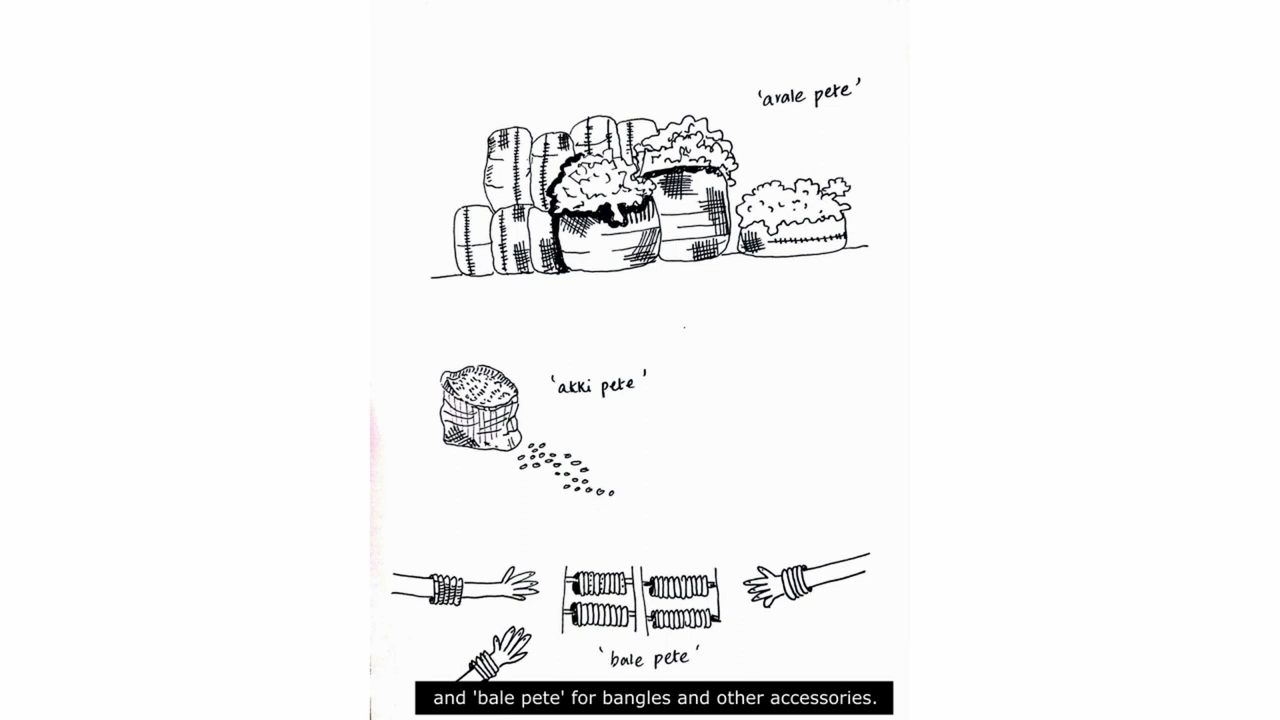 'arale pete'
'akki pete'
'bale pete'
and 'bale pete' for bangles and other accessories.